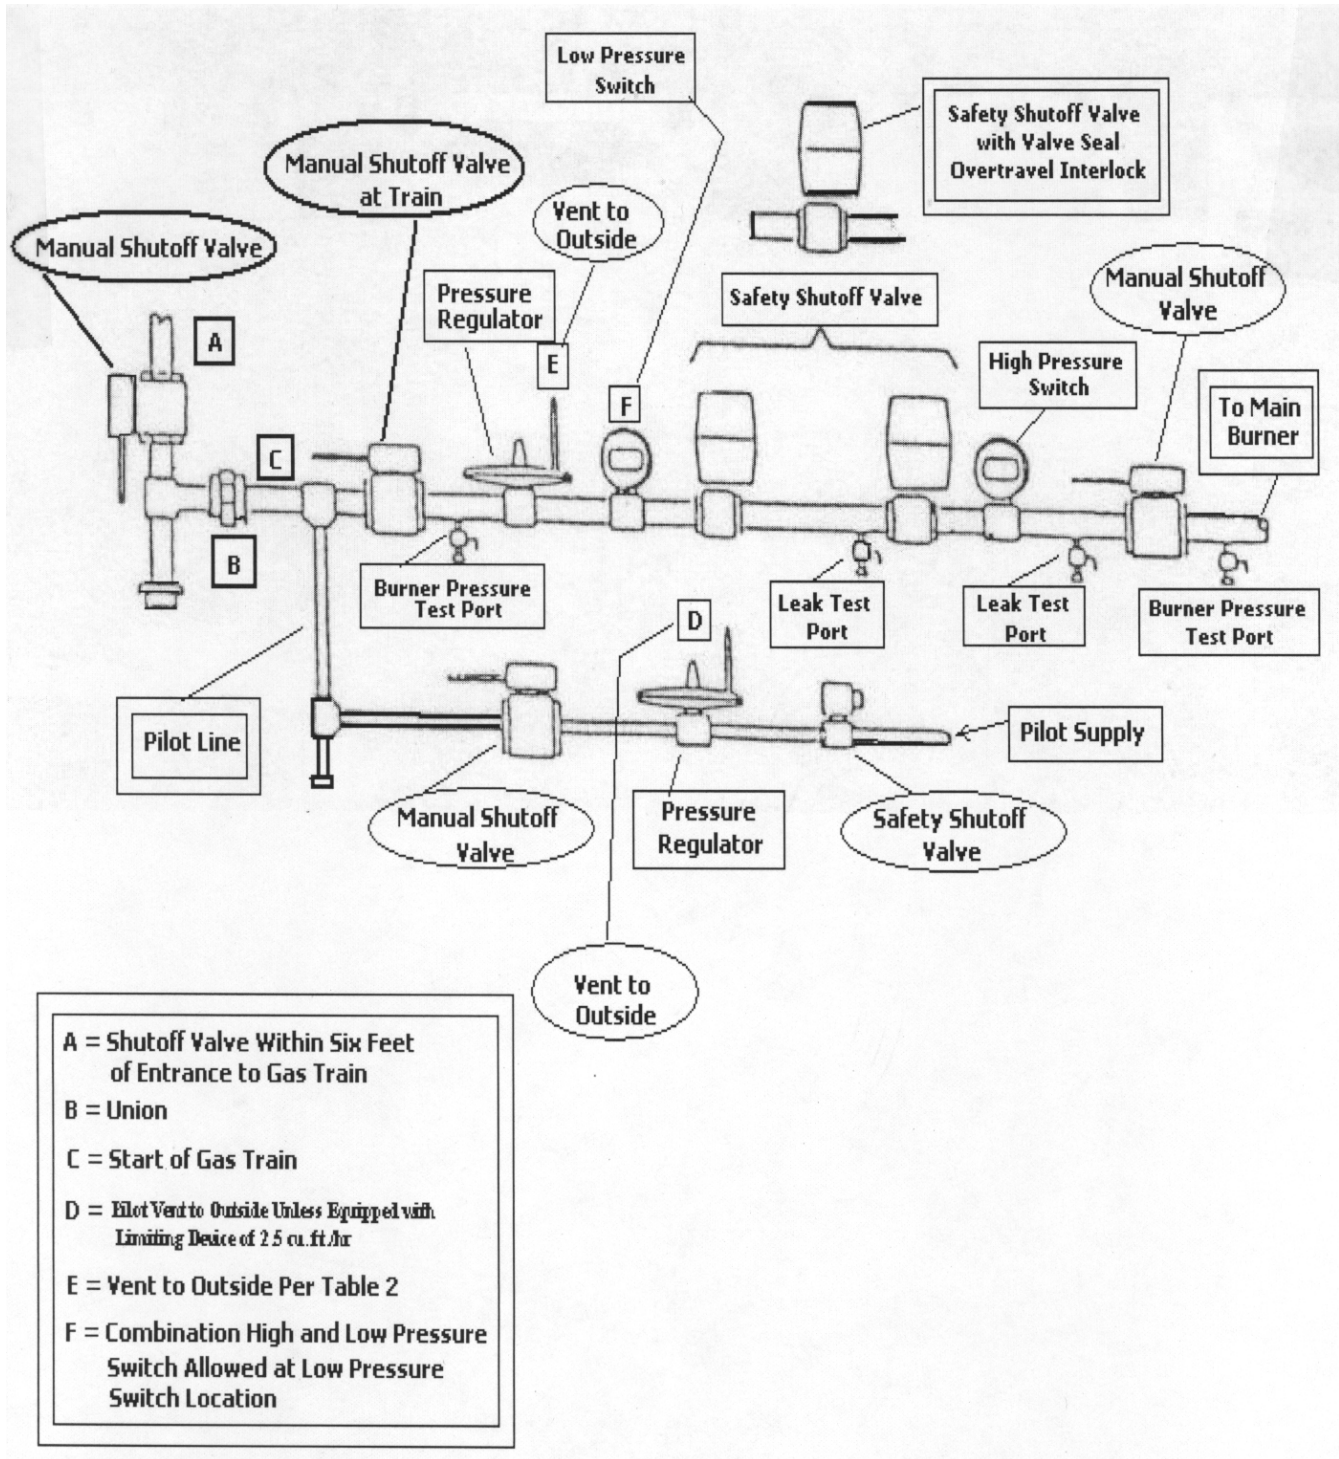 Low Pressure
Switch
Safety Shutoff Valve
with Valve Seal
Overtravel Interlock
Manual Shutoff Valve
at Train
Vent to
Outside
Manual Shutoff Valve
Manual Shutoff
Valve
Pressure
Regulator
Safety Shutoff Valve
A
E
High Pressure
Switch
F
To Main
Burner
C
B
Burner Pressure
Test Port
Leak Test
Port
Leak Test
Port
Burner Pressure
Test Port
D
Pilot Line
Pilot Supply
Manual Shutoff
Valve
Pressure
Regulator
Safety Shutoff
Valve
Vent to
Outside
A = Shutoff Valve Within Six Feet
of Entrance to Gas Train
B = Union
C = Start of Gas Train
D = Pilot Vent to Outside Unless Equipped with
Limiting Device of 2.5 cu.ft./hr
E = Vent to Outside Per Table 2
F = Combination High and Low Pressure
Switch Allowed at Low Pressure
Switch Location